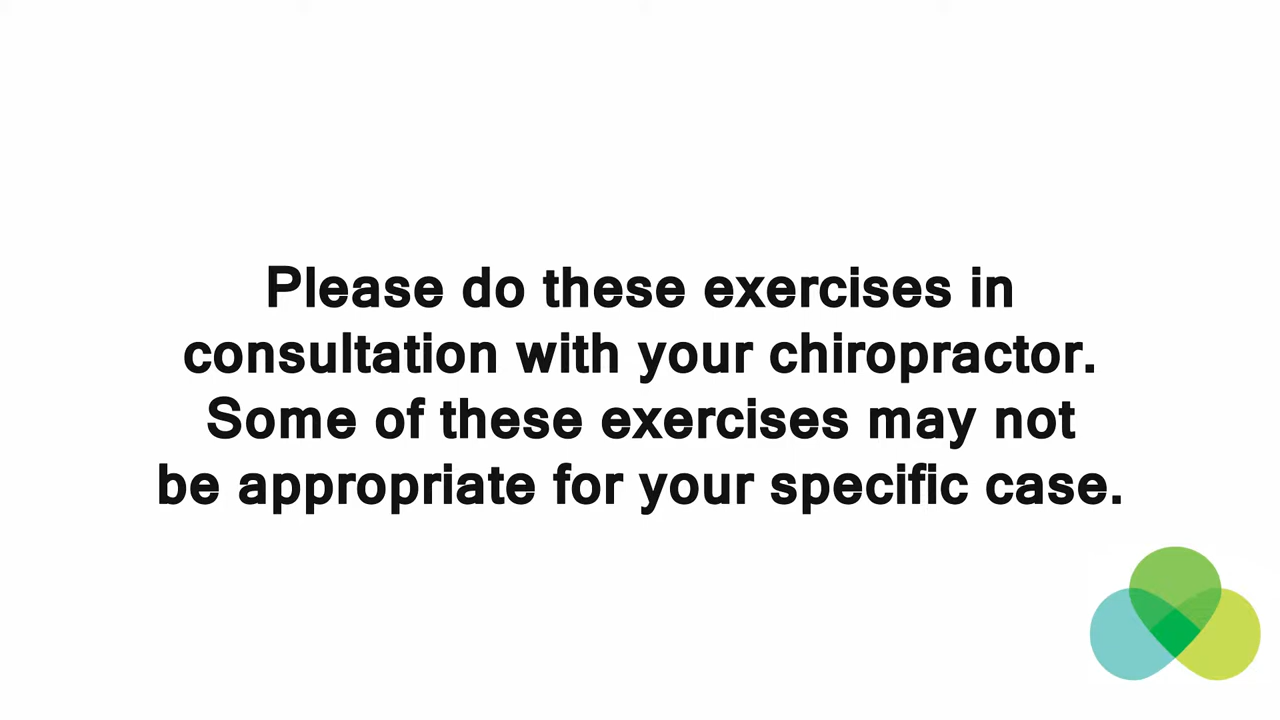 Please do these exercises in
consultation with your chiropractor.
Some of these exercises may not
be appropriate for your specific case.